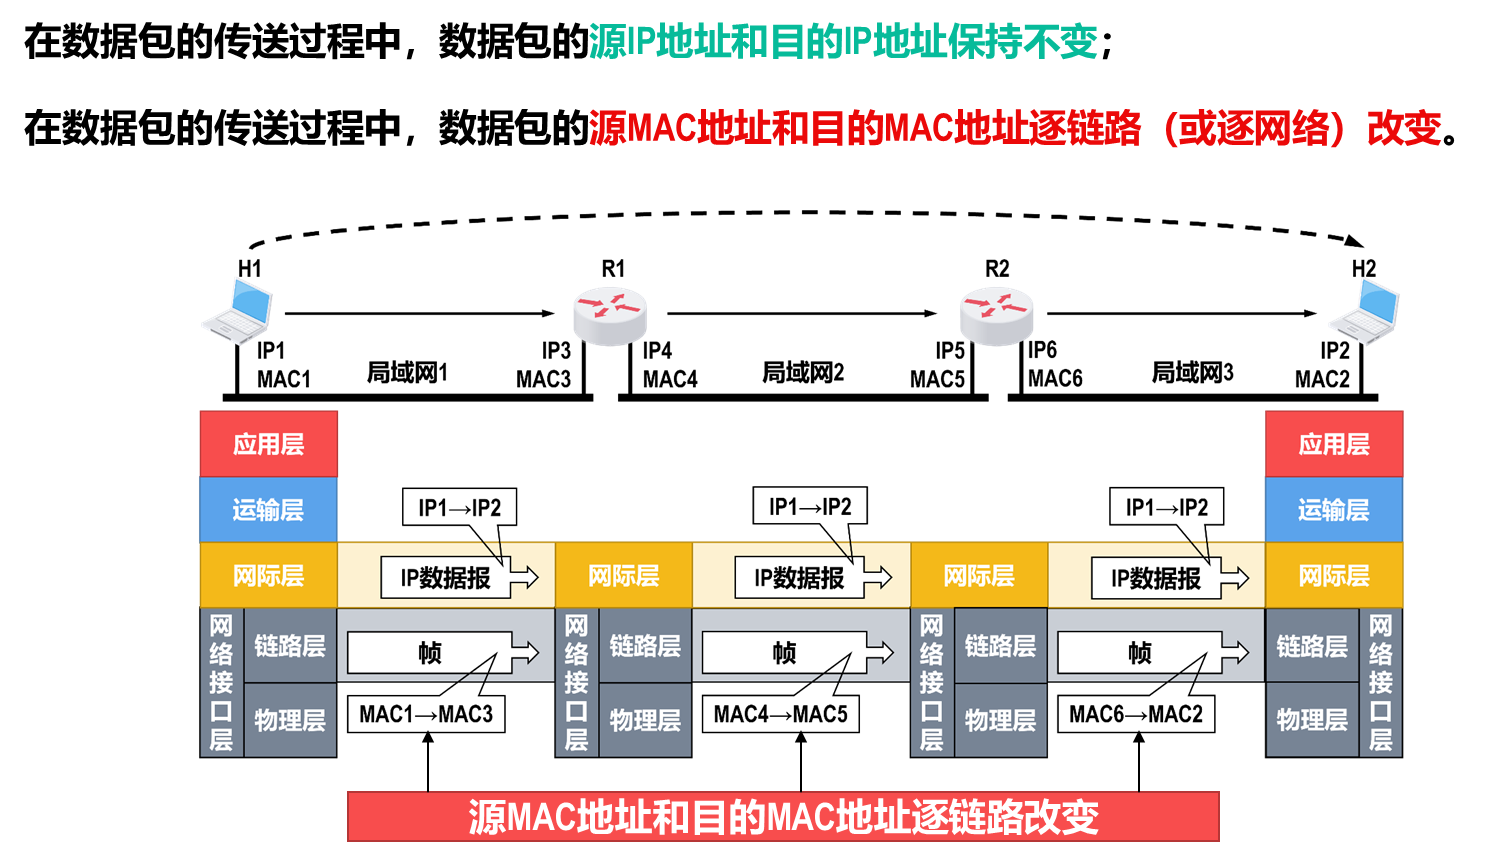 在数据包的传送过程中，数据包的源IP地址和目的IP地址保持不变；
在数据包的传送过程中，数据包的源MAC地址和目的MAC地址逐链路（或逐网络）改变。
H1
R1
R2
H2
IP1
MAC1
局域网1
IP3
MAC3
IP4
MAC4
局域网2
IP5
MAC5
IP6
MAC6
局域网3
IP2
MAC2
应用层
应用层
运输层
IP1→IP2
IP1→IP2
IP1→IP2
运输层
网际层
IP数据报
网际层
IP数据报
网际层
IP数据报
网际层
网络接口层
链路层
帧
网络接口层
链路层
帧
网络接口层
链路层
帧
链路层
网络接口层
物理层
MAC1→MAC3
物理层
MAC4→MAC5
物理层
MAC6→MAC2
物理层
源MAC地址和目的MAC地址逐链路改变